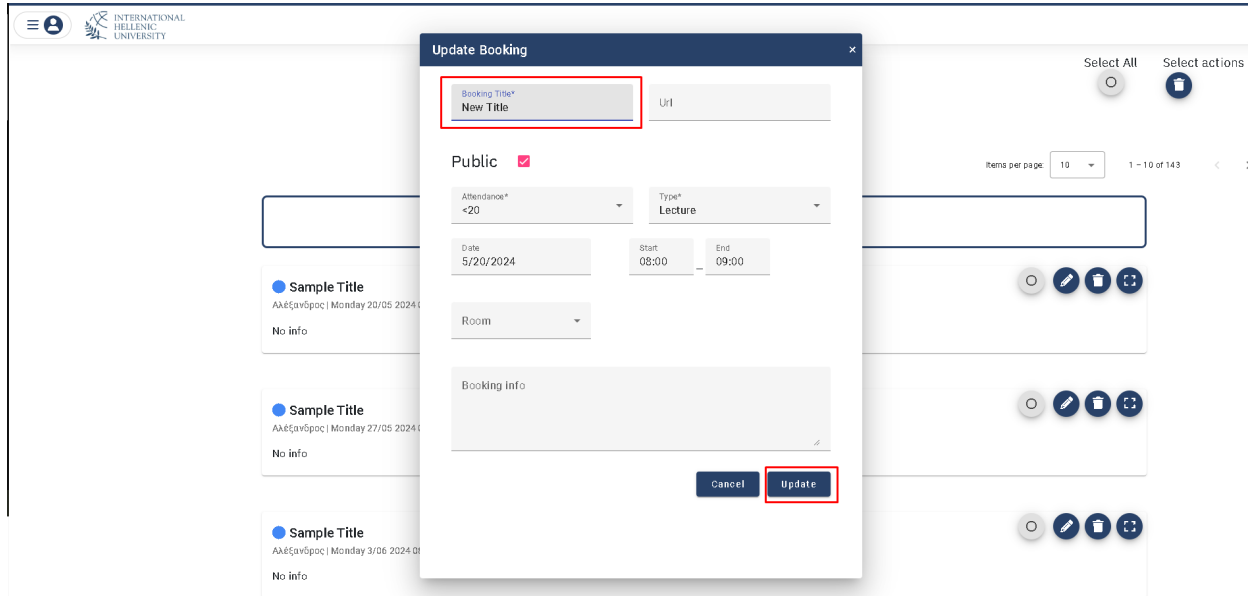 INTERNATIONAL
HELLENIC
UNIVERSITY
Update Booking
×
Select All
Select actions
Booking Title*
New Title
Url
Public
Items per page:
10
1 – 10 of 143
Attendance*
<20
Type*
Lecture
Date
5/20/2024
Start
08:00
_
End
09:00
Sample Title
Αλέξανδρος | Monday 20/05 2024
No info
Room
Booking info
Sample Title
Αλέξανδρος | Monday 27/05 2024
No info
Cancel
Update
Sample Title
Αλέξανδρος | Monday 3/06 2024
No info